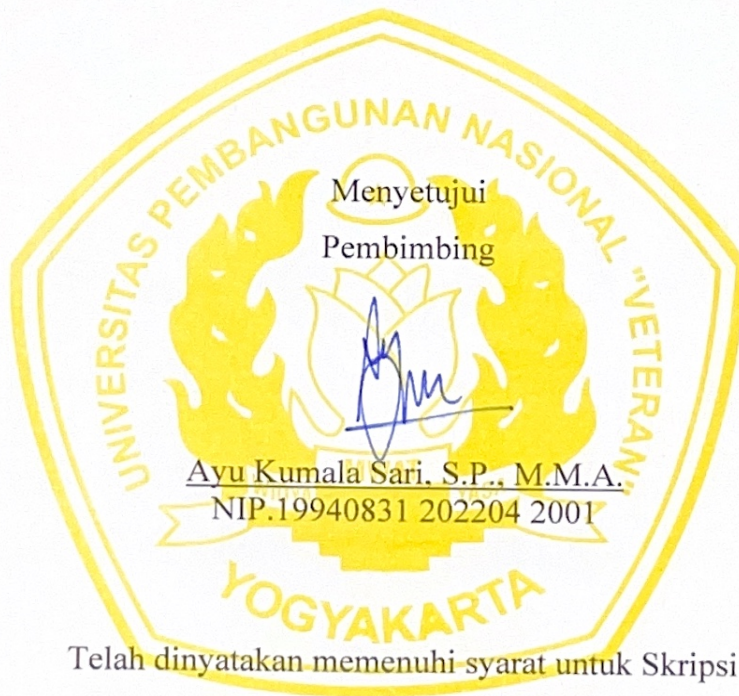 UNIVERSITAS PEMBANGUNAN NASIONAL "VETERAN"
Menyetujui
Pembimbing
Ayu Kumala Sari, S.P., M.M.A.
NIP.19940831 202204 2001
YOGYAKARTA
Telah dinyatakan memenuhi syarat untuk Skripsi